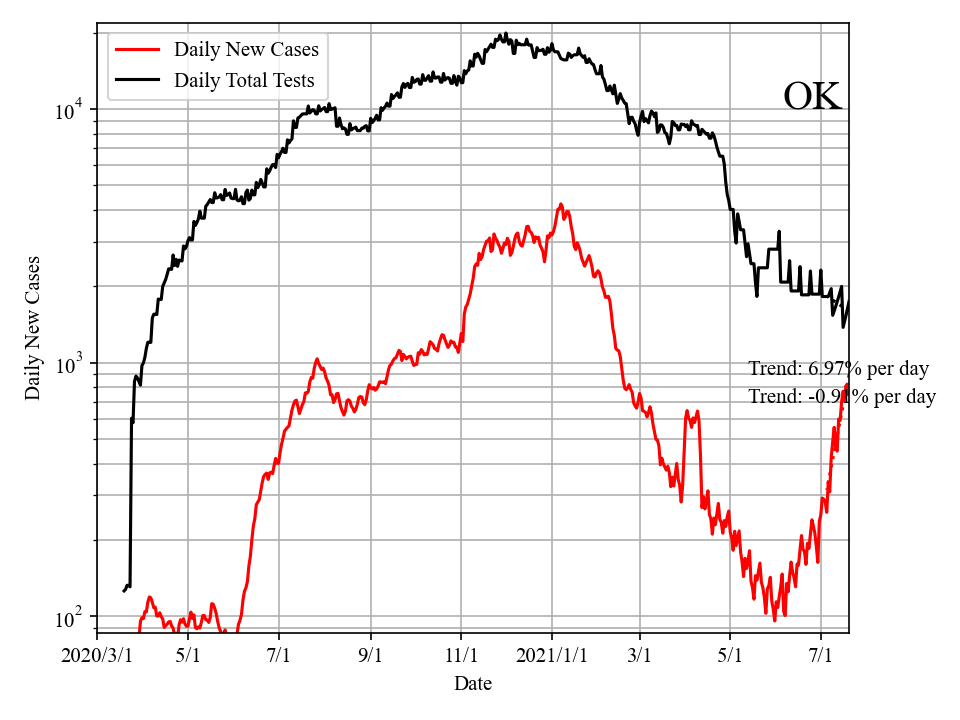 Daily New Cases
Daily Total Tests
OK
10^4
10^3
10^2
Daily New Cases
Trend: 6.97% per day
Trend: -0.91% per day
2020/3/1 5/1 7/1 9/1 11/1 2021/1/1 3/1 5/1 7/1
Date